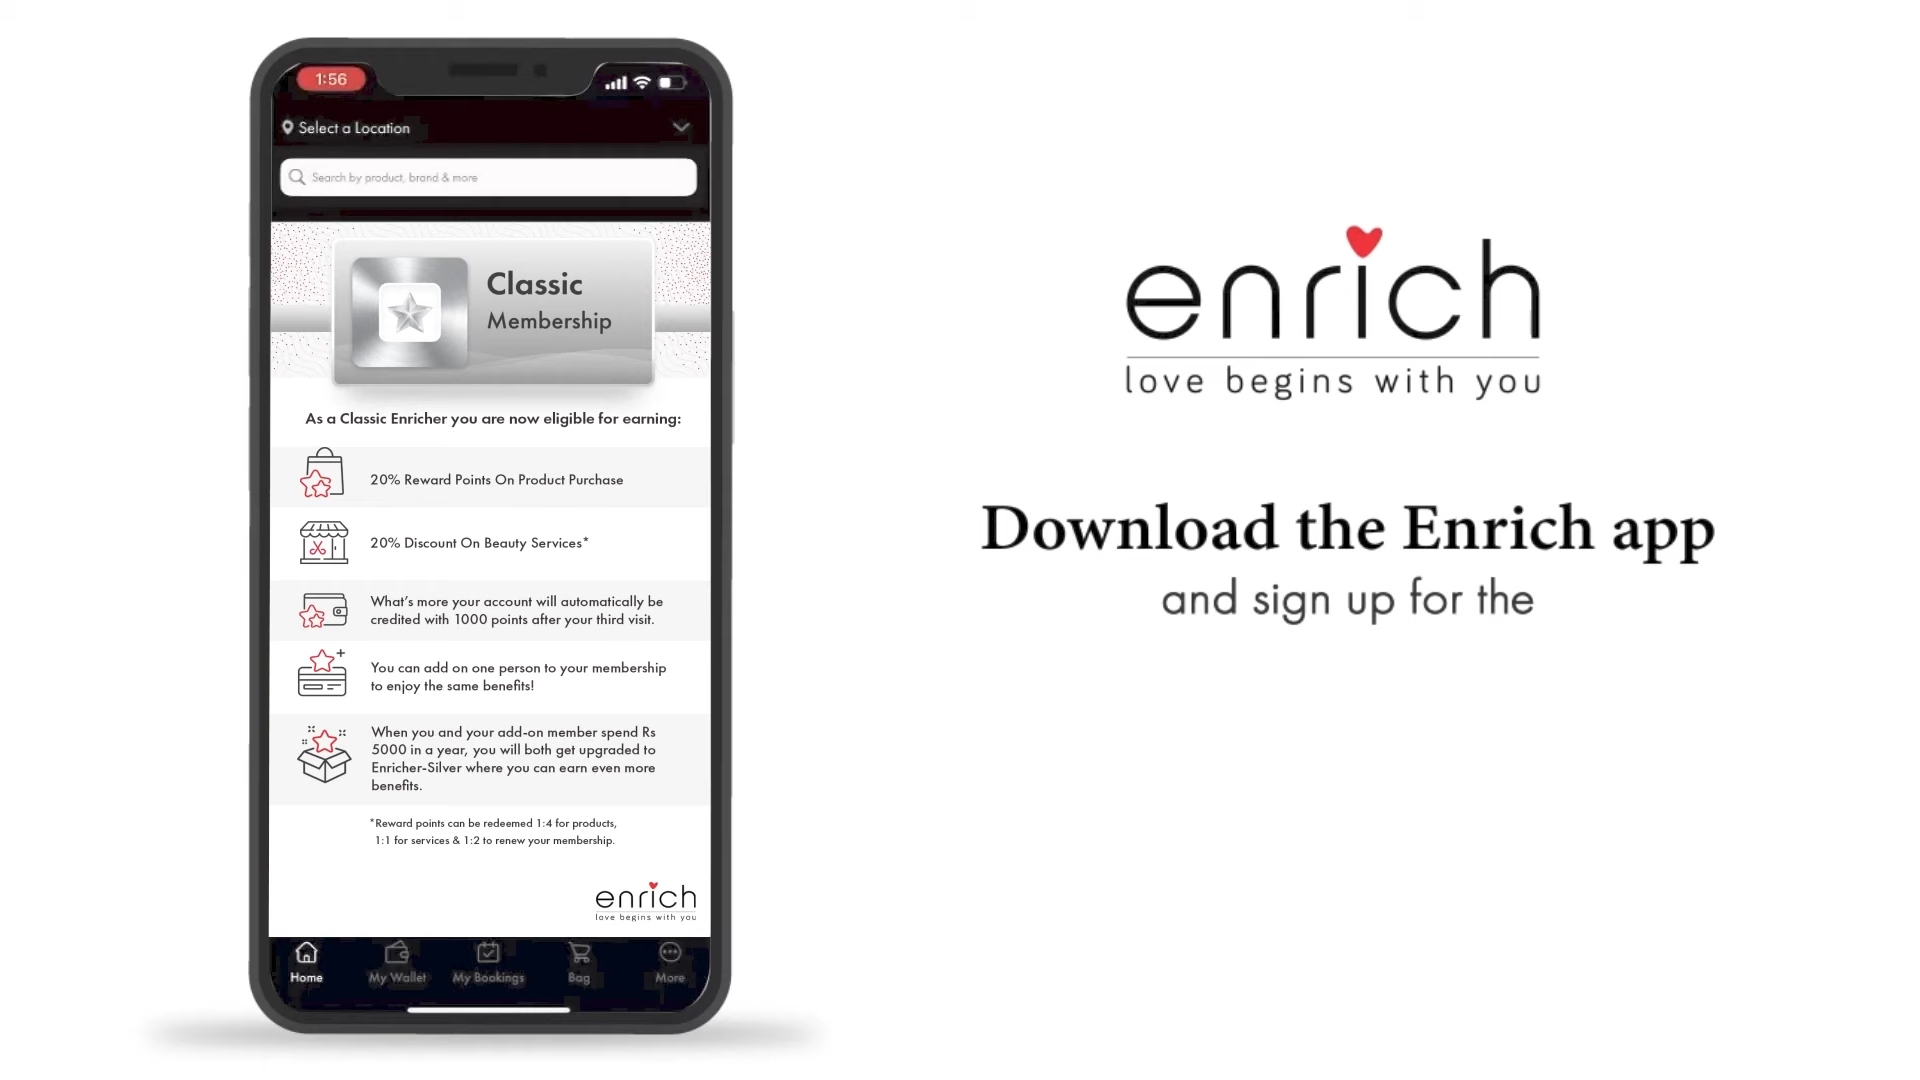 1:56
Select a Location
Search by product, brand & more
Classic
Membership
As a Classic Enricher you are now eligible for earning:
20% Reward Points On Product Purchase
20% Discount On Beauty Services*
What's more your account will automatically be
credited with 1000 points after your third visit.
You can add on one person to your membership
to enjoy the same benefits!
When you and your add-on member spend Rs
5000 in a year, you will both get upgraded to
Enricher-Silver where you can earn even more
benefits.
*Reward points can be redeemed 1:4 for products,
1:1 for services & 1:2 to renew your membership.
enrich
love begins with you
Home My Wallet My Bookings Bag More
enrich
love begins with you
Download the Enrich app
and sign up for the